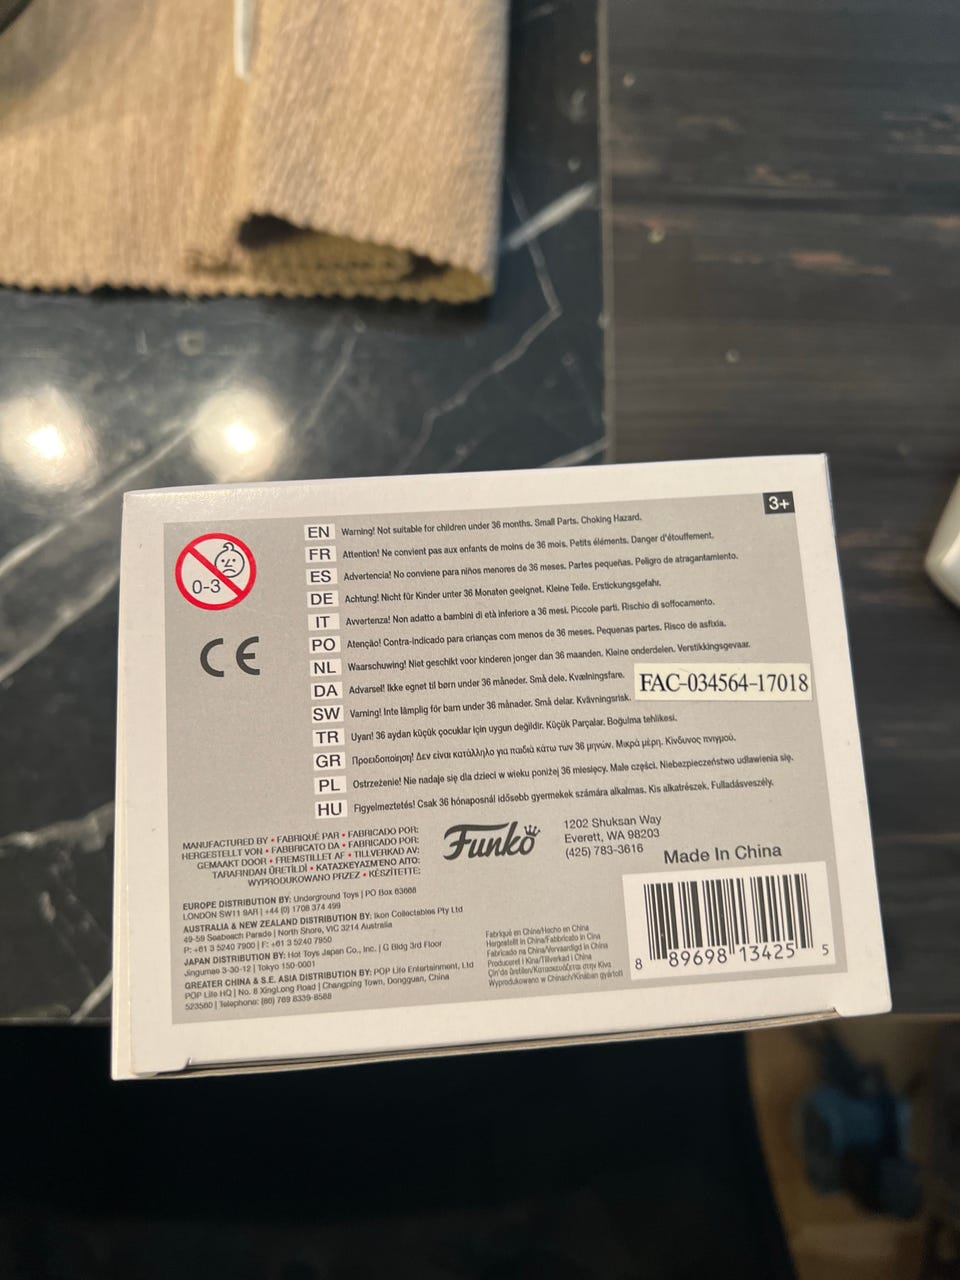 3+
0-3
CE
EN Warning! Not suitable for children under 36 months. Small Parts. Choking Hazard.
FR Attention! Ne convient pas aux enfants de moins de 36 mois. Petits éléments. Danger d'étouffement.
ES Advertencia! No conviene para niños menores de 36 meses. Partes pequeñas. Peligro de atragantamiento.
DE Achtung! Nicht für Kinder unter 36 Monaten geeignet. Kleine Teile. Erstickungsgefahr.
IT Avvertenza! Non adatto a bambini di età inferiore a 36 mesi. Piccole parti. Rischio di soffocamento.
PO Atenção! Contra-indicado para crianças com menos de 36 meses. Pequenas partes. Risco de asfixia.
NL Waarschuwing! Niet geschikt voor kinderen jonger dan 36 maanden. Kleine onderdelen. Verstikkingsgevaar.
DA Advarsel! Ikke egnet til børn under 36 måneder. Små dele. Kvælningsfare.
FAC-034564-17018
SW Varning! Inte lämplig för barn under 36 månader. Små delar. Kvävningsrisk.
TR Uyarı! 36 aydan küçük çocuklar için uygun değildir. Küçük Parçalar. Boğulma tehlikesi.
GR Προειδοποίηση! Δεν είναι κατάλληλο για παιδιά κάτω των 36 μηνών. Μικρά μέρη. Κίνδυνος πνιγμού.
PL Ostrzeżenie! Nie nadaje się dla dzieci w wieku poniżej 36 miesięcy. Małe części. Niebezpieczeństwo udławienia się.
HU Figyelmeztetés! Csak 36 hónaposnál idősebb gyermekek számára alkalmas. Kis alkatrészek. Fulladásveszély.
MANUFACTURED BY • FABRIQUÉ PAR • FABRICADO POR:
HERGESTELLT VON • FABBRICATO DA • FABRICADO POR:
GEMAAKT DOOR • FREMSTILLET AF • TILLVERKAD AV:
TARAFINDAN ÜRETİLDİ • ΚΑΤΑΣΚΕΥΑΣΜΕΝΟ ΑΠΟ:
WYPRODUKOWANO PRZEZ • KÉSZÍTETTE:
Funko
1202 Shuksan Way
Everett, WA 98203
(425) 783-3616
Made In China
EUROPE DISTRIBUTION BY: Underground Toys | PO Box 63668
LONDON SW11 9AR | +44 (0) 1708 374 499
AUSTRALIA & NEW ZEALAND DISTRIBUTION BY: Ikon Collectables Pty Ltd
49-59 Seabeach Parade | North Shore, VIC 3214 Australia
P: +61 3 5240 7900 | F: +61 3 5240 7950
JAPAN DISTRIBUTION BY: Hot Toys Japan Co., Inc. | G Bldg 3rd Floor
Jingumae 3-30-12 | Tokyo 150-0001
GREATER CHINA & S.E. ASIA DISTRIBUTION BY: POP Life Entertainment, Ltd
POP Life HQ | No. 8 XingLong Road | Changping Town, Dongguan, China
523560 | Telephone: (86) 769 8339-8568
Fabriqué en Chine/Hecho en China
Hergestellt in China/Fabbricato in Cina
Fabricado na China/Vervaardigd in China
Produceret i Kina/Tillverkad i China
Çin'de üretilen/Κατασκευάζεται στην Κίνα
Wyprodukowano w Chinach/Kínában gyártott
8 89698 13425 5